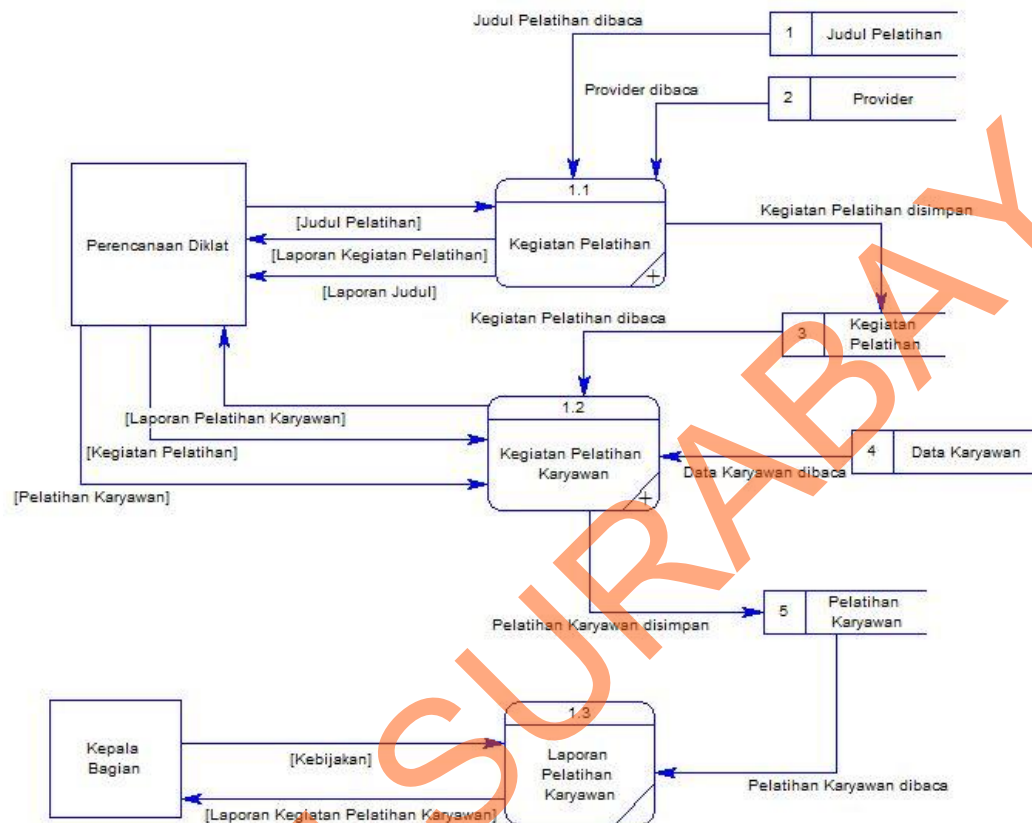 Judul Pelatihan dibaca
1
Judul Pelatihan
Provider dibaca
2
Provider
1.1
Kegiatan Pelatihan
Perencanaan Diklat
[Judul Pelatihan]
[Laporan Kegiatan Pelatihan]
[Laporan Judul]
Kegiatan Pelatihan disimpan
Kegiatan Pelatihan dibaca
3
Kegiatan
Pelatihan
1.2
Kegiatan Pelatihan
Karyawan
[Laporan Pelatihan Karyawan]
[Kegiatan Pelatihan]
[Pelatihan Karyawan]
4
Data Karyawan
Data Karyawan dibaca
Pelatihan Karyawan disimpan
5
Pelatihan
Karyawan
1.3
Laporan
Pelatihan
Karyawan
Kepala
Bagian
[Kebijakan]
[Laporan Kegiatan Pelatihan Karyawan]
Pelatihan Karyawan dibaca
SURABAY